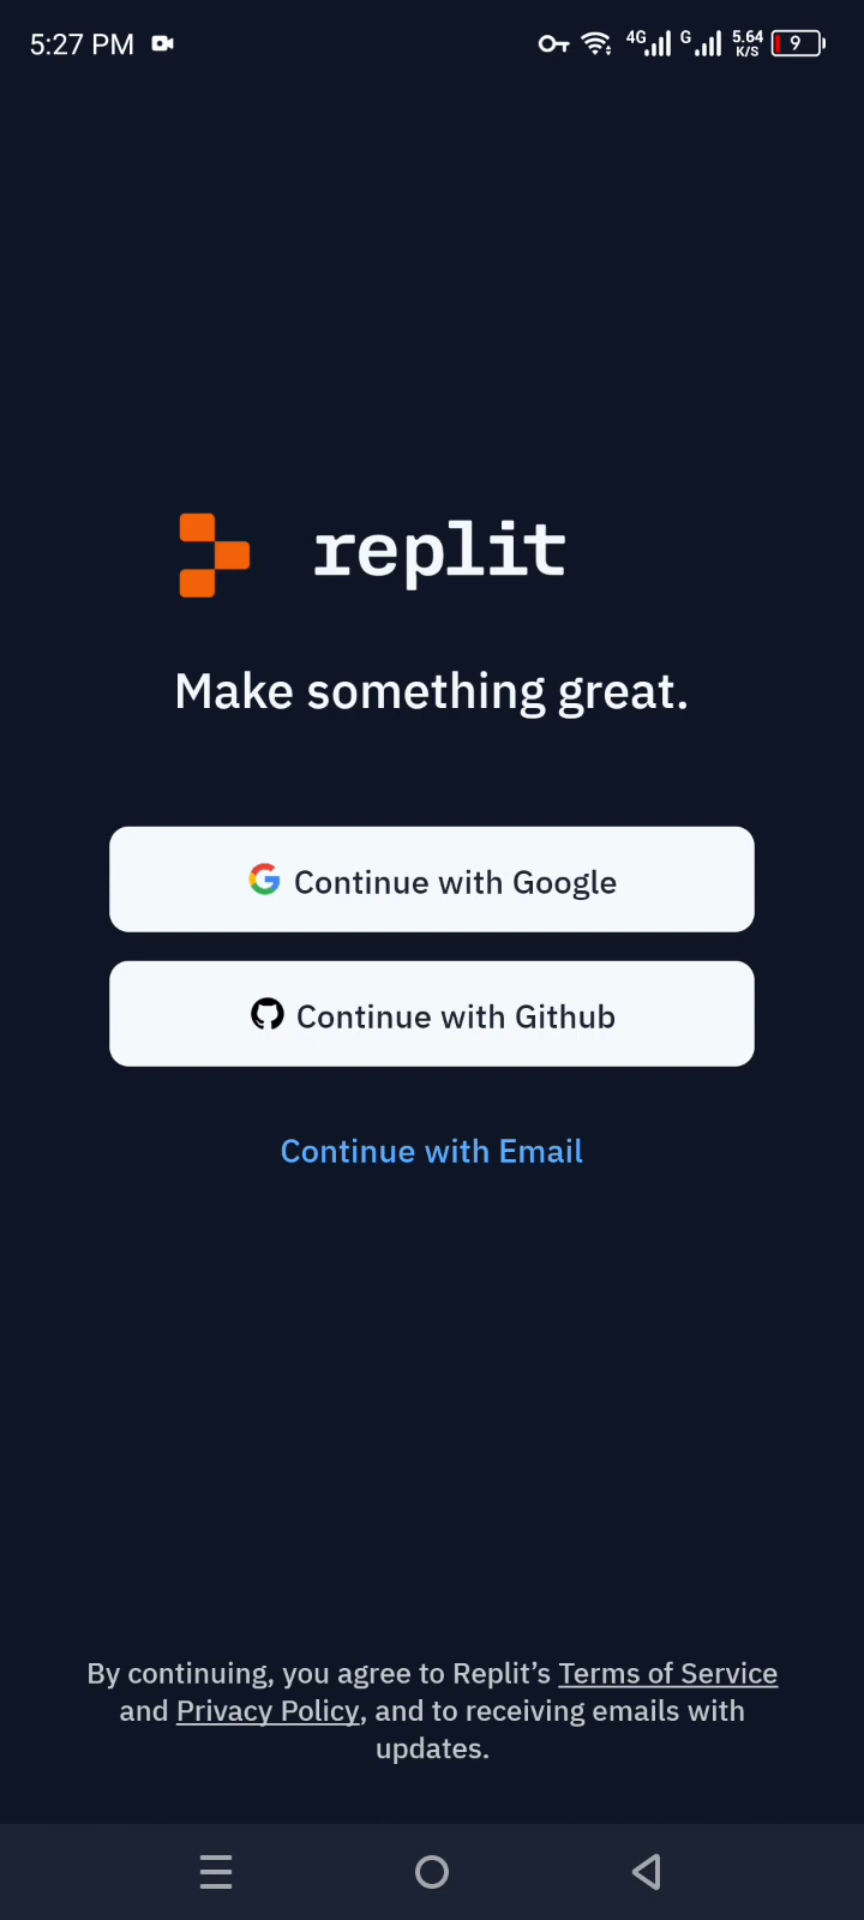 5:27 PM 4G G 5.64 K/S 9
replit
Make something great.
Continue with Google
Continue with Github
Continue with Email
By continuing, you agree to Replit’s Terms of Service
and Privacy Policy, and to receiving emails with
updates.